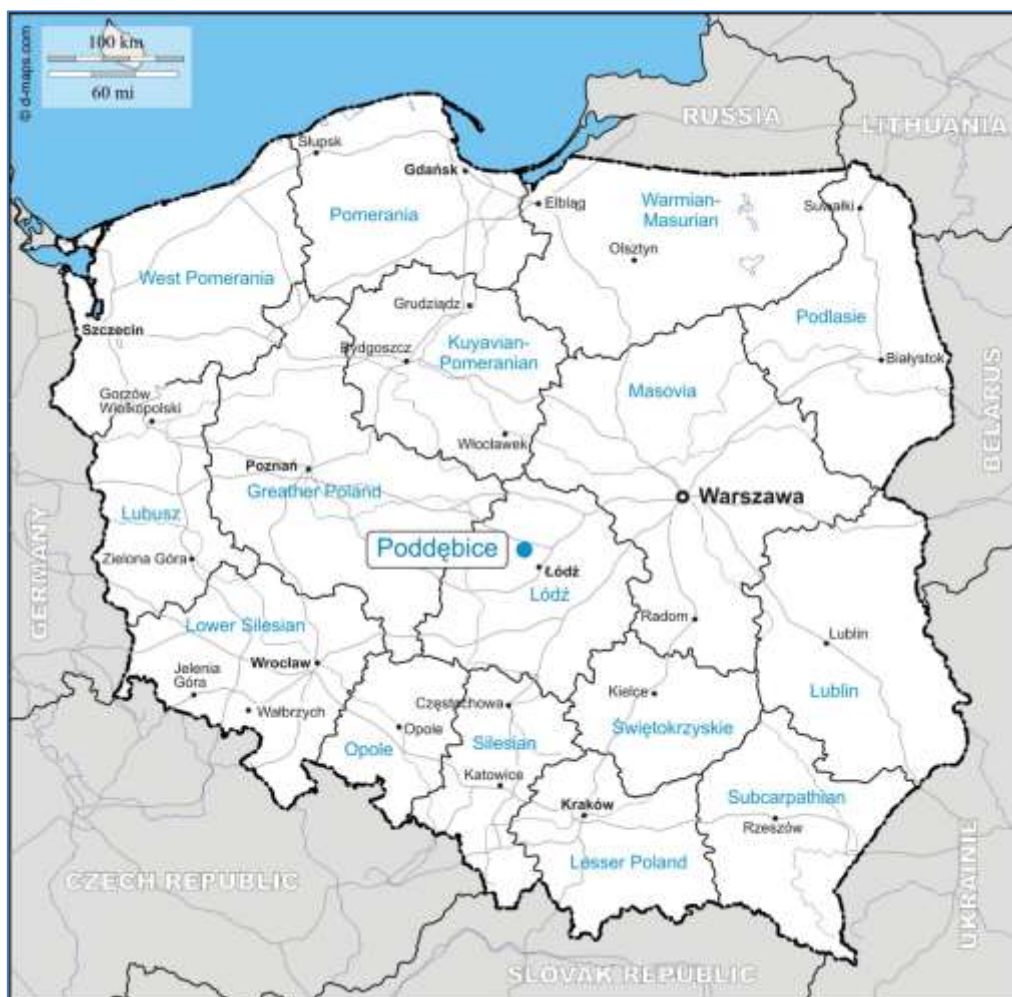 © d-maps.com
100 km
60 mi
RUSSIA
LITHUANIA
Słupsk
Gdańsk
Pomerania
Elbląg
Warmian-
Masurian
Suwałki
Olsztyn
West Pomerania
Grudziądz
Szczecin
Kuyavian-
Pomeranian
Bydgoszcz
Podlasie
Białystok
BELARUS
Masovia
Gorzów
Wielkopolski
Włocławek
Poznań
Greather Poland
Warszawa
Lubusz
GERMANY
Poddębice
Zielona Góra
Łódź
Lódź
Radom
Lower Silesian
Wrocław
Lublin
Jelenia
Góra
Wałbrzych
Częstochowa
Kielce
Lublin
Opole
Opole
Silesian
Świętokrzyskie
Katowice
Kraków
Subcarpathian
Rzeszów
Lesser Poland
CZECH REPUBLIC
UKRAINIE
SLOVAK REPUBLIC